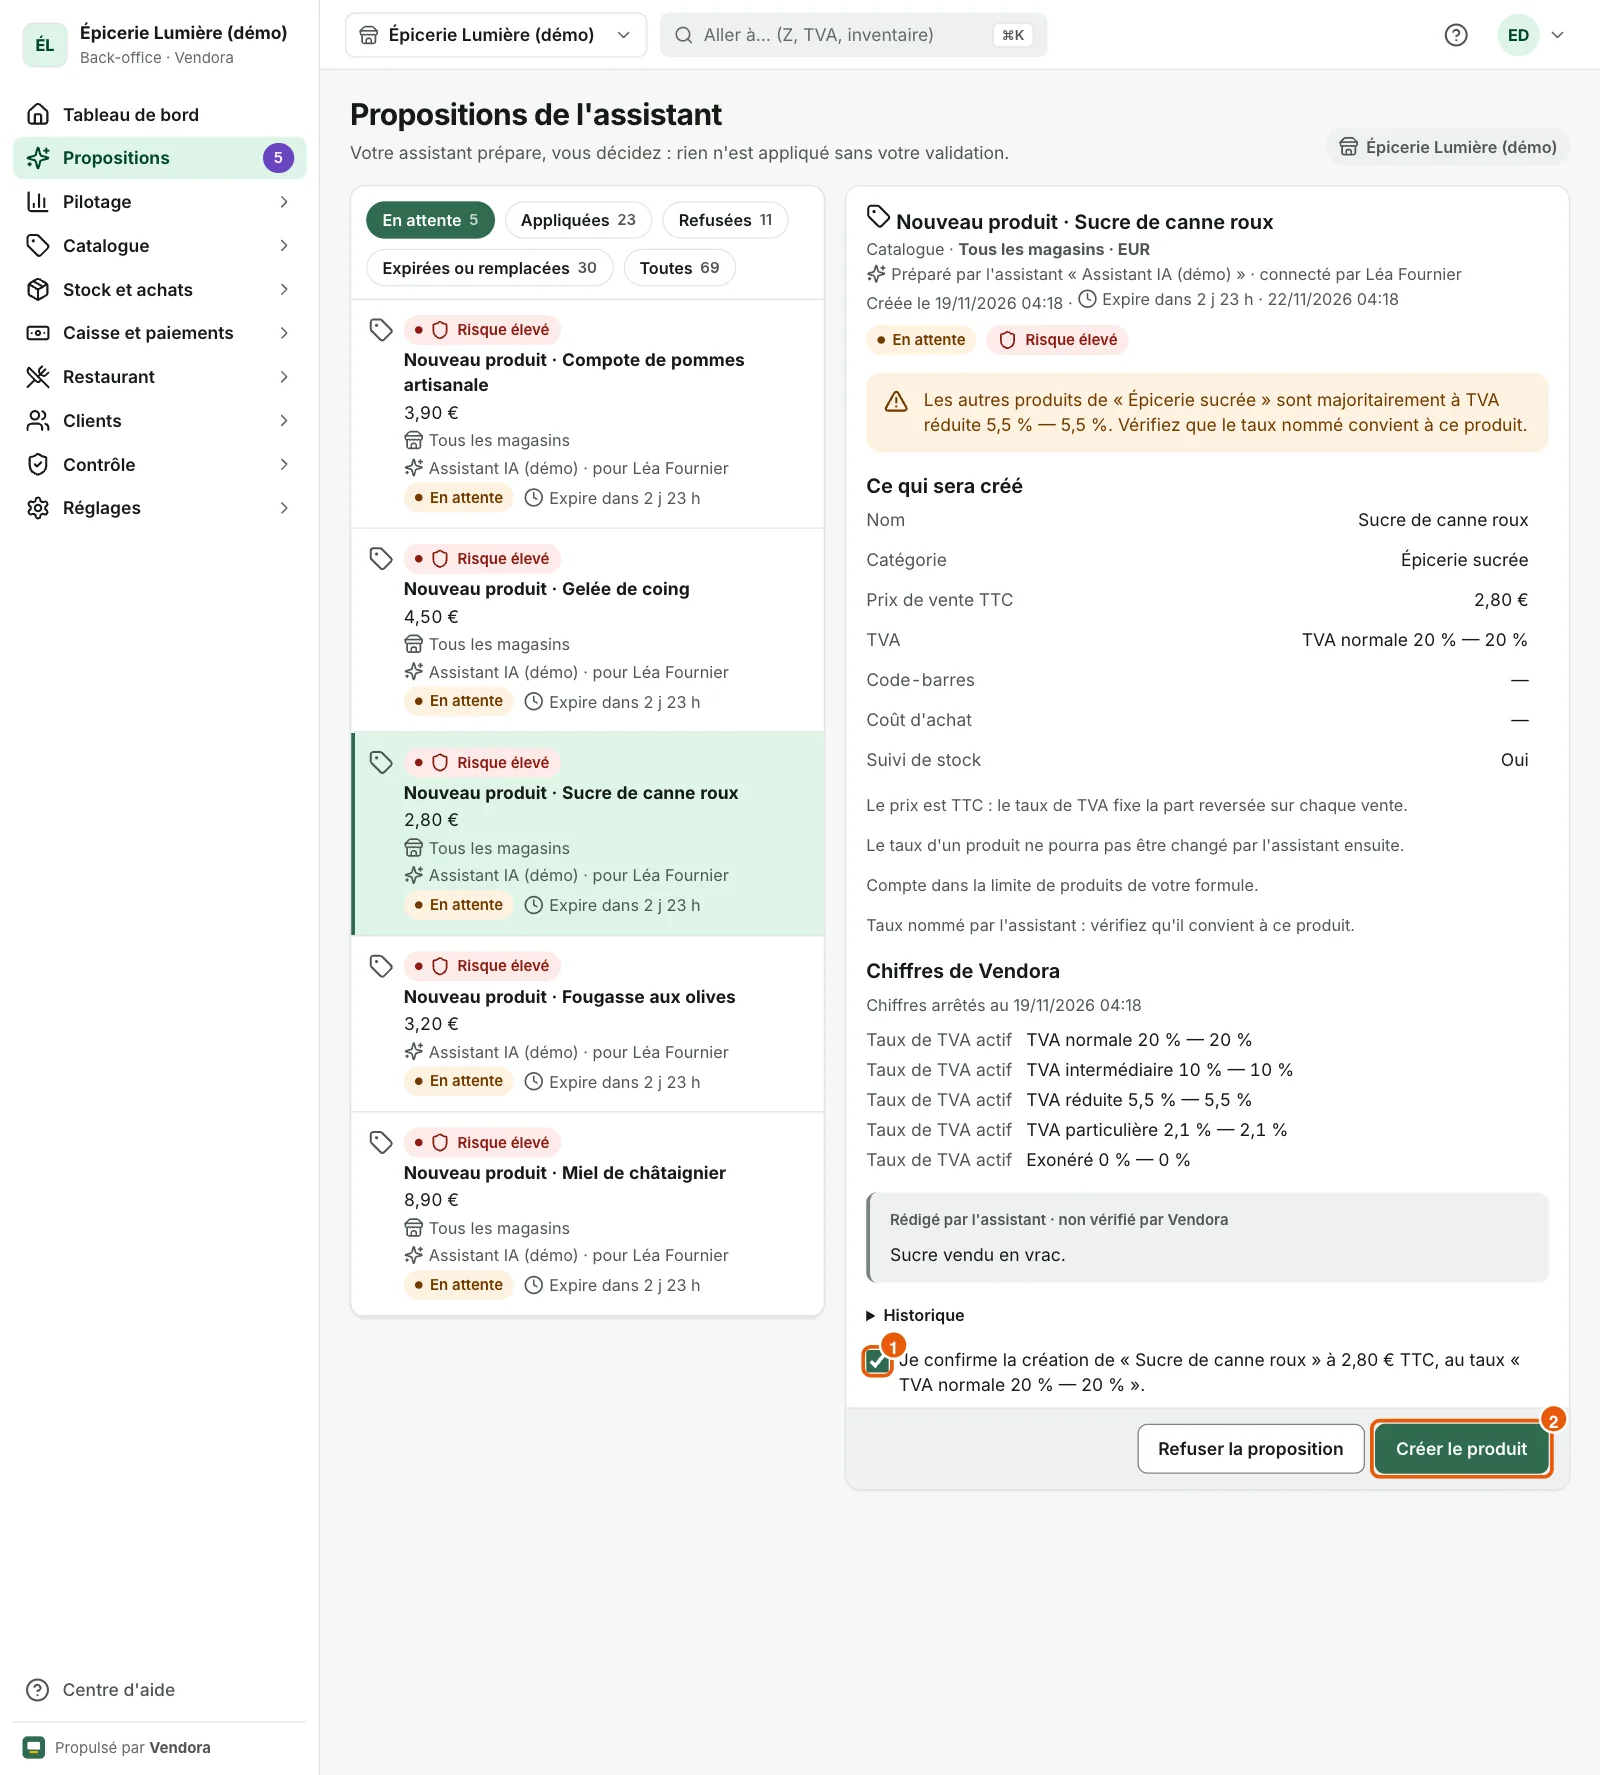 ÉL
Épicerie Lumière (démo)
Back-office · Vendora
Tableau de bord
Propositions 5
Pilotage
Catalogue
Stock et achats
Caisse et paiements
Restaurant
Clients
Contrôle
Réglages
Centre d'aide
Propulsé par Vendora
Épicerie Lumière (démo)
Aller à... (Z, TVA, inventaire) ⌘K
ED
Propositions de l'assistant
Votre assistant prépare, vous décidez : rien n'est appliqué sans votre validation.
Épicerie Lumière (démo)
En attente 5
Appliquées 23
Refusées 11
Expirées ou remplacées 30
Toutes 69
Risque élevé
Nouveau produit · Compote de pommes
artisanale
3,90 €
Tous les magasins
Assistant IA (démo) · pour Léa Fournier
En attente Expire dans 2 j 23 h
Risque élevé
Nouveau produit · Gelée de coing
4,50 €
Tous les magasins
Assistant IA (démo) · pour Léa Fournier
En attente Expire dans 2 j 23 h
Risque élevé
Nouveau produit · Sucre de canne roux
2,80 €
Tous les magasins
Assistant IA (démo) · pour Léa Fournier
En attente Expire dans 2 j 23 h
Risque élevé
Nouveau produit · Fougasse aux olives
3,20 €
Assistant IA (démo) · pour Léa Fournier
En attente Expire dans 2 j 23 h
Risque élevé
Nouveau produit · Miel de châtaignier
8,90 €
Tous les magasins
Assistant IA (démo) · pour Léa Fournier
En attente Expire dans 2 j 23 h
Nouveau produit · Sucre de canne roux
Catalogue · Tous les magasins · EUR
Préparé par l'assistant « Assistant IA (démo) » · connecté par Léa Fournier
Créée le 19/11/2026 04:18 · Expire dans 2 j 23 h · 22/11/2026 04:18
En attente Risque élevé
Les autres produits de « Épicerie sucrée » sont majoritairement à TVA
réduite 5,5 % — 5,5 %. Vérifiez que le taux nommé convient à ce produit.
Ce qui sera créé
Nom Sucre de canne roux
Catégorie Épicerie sucrée
Prix de vente TTC 2,80 €
TVA TVA normale 20 % — 20 %
Code-barres —
Coût d'achat —
Suivi de stock Oui
Le prix est TTC : le taux de TVA fixe la part reversée sur chaque vente.
Le taux d'un produit ne pourra pas être changé par l'assistant ensuite.
Compte dans la limite de produits de votre formule.
Taux nommé par l'assistant : vérifiez qu'il convient à ce produit.
Chiffres de Vendora
Chiffres arrêtés au 19/11/2026 04:18
Taux de TVA actif TVA normale 20 % — 20 %
Taux de TVA actif TVA intermédiaire 10 % — 10 %
Taux de TVA actif TVA réduite 5,5 % — 5,5 %
Taux de TVA actif TVA particulière 2,1 % — 2,1 %
Taux de TVA actif Exonéré 0 % — 0 %
Rédigé par l'assistant · non vérifié par Vendora
Sucre vendu en vrac.
Historique
1
Je confirme la création de « Sucre de canne roux » à 2,80 € TTC, au taux «
TVA normale 20 % — 20 % ».
Refuser la proposition
Créer le produit
2